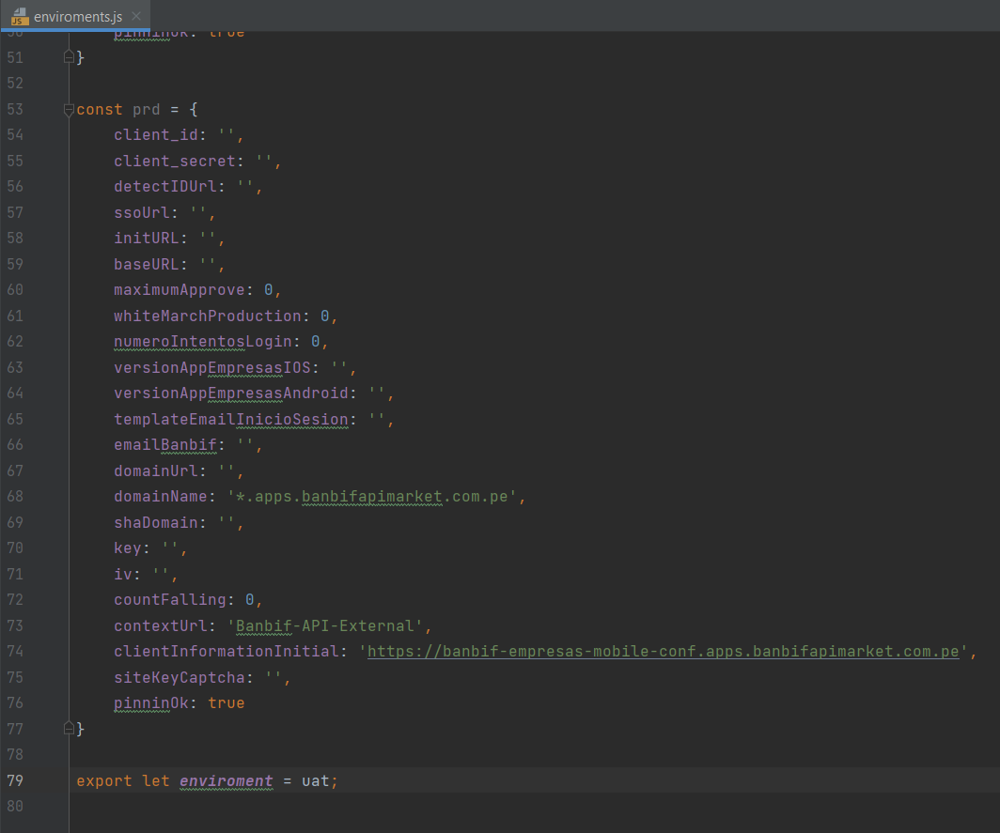 enviroments.js
50 pinninOk: true
51 }
52
53 const prd = {
54 client_id: '',
55 client_secret: '',
56 detectIDUrl: '',
57 ssoUrl: '',
58 initURL: '',
59 baseURL: '',
60 maximumApprove: 0,
61 whiteMarchProduction: 0,
62 numeroIntentosLogin: 0,
63 versionAppEmpresasIOS: '',
64 versionAppEmpresasAndroid: '',
65 templateEmailInicioSesion: '',
66 emailBanbif: '',
67 domainUrl: '',
68 domainName: '*.apps.banbifapimarket.com.pe',
69 shaDomain: '',
70 key: '',
71 iv: '',
72 countFalling: 0,
73 contextUrl: 'Banbif-API-External',
74 clientInformationInitial: 'https://banbif-empresas-mobile-conf.apps.banbifapimarket.com.pe',
75 siteKeyCaptcha: '',
76 pinninOk: true
77 }
78
79 export let enviroment = uat;
80